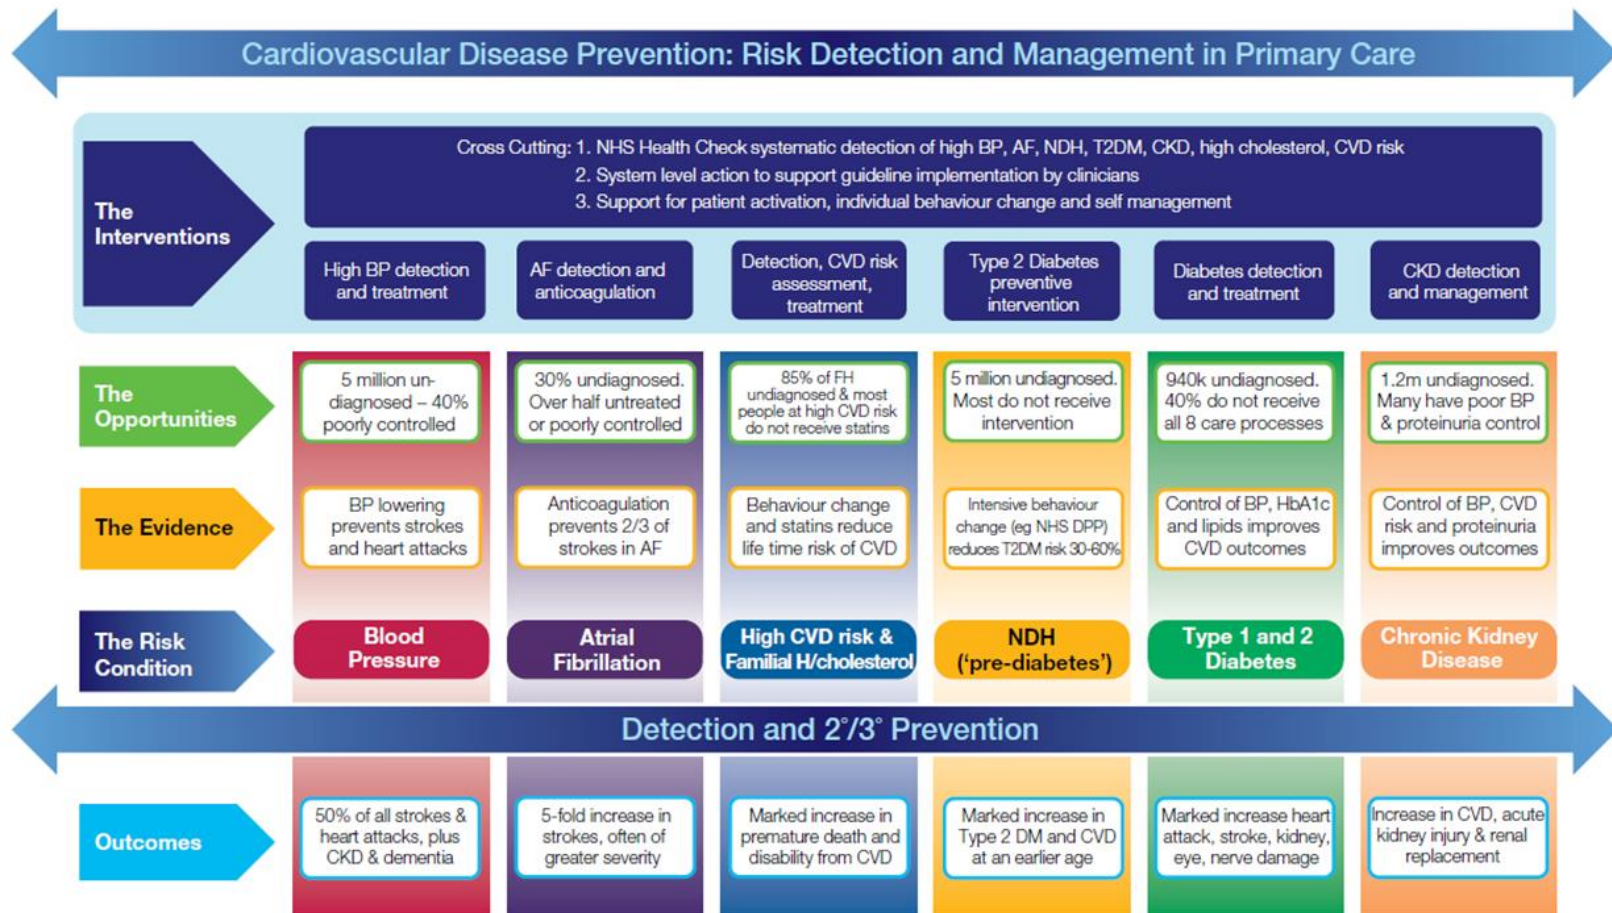 Cardiovascular Disease Prevention: Risk Detection and Management in Primary Care
The
Interventions
Cross Cutting: 1. NHS Health Check systematic detection of high BP, AF, NDH, T2DM, CKD, high cholesterol, CVD risk
2. System level action to support guideline implementation by clinicians
3. Support for patient activation, individual behaviour change and self management
High BP detection
and treatment
AF detection and
anticoagulation
Detection, CVD risk
assessment,
treatment
Type 2 Diabetes
preventive
intervention
Diabetes detection
and treatment
CKD detection
and management
The
Opportunities
5 million un-
diagnosed – 40%
poorly controlled
30% undiagnosed.
Over half untreated
or poorly controlled
85% of FH
undiagnosed & most
people at high CVD risk
do not receive statins
5 million undiagnosed.
Most do not receive
intervention
940k undiagnosed.
40% do not receive
all 8 care processes
1.2m undiagnosed.
Many have poor BP
& proteinuria control
The Evidence
BP lowering
prevents strokes
and heart attacks
Anticoagulation
prevents 2/3 of
strokes in AF
Behaviour change
and statins reduce
life time risk of CVD
Intensive behaviour
change (eg NHS DPP)
reduces T2DM risk 30-60%
Control of BP, HbA1c
and lipids improves
CVD outcomes
Control of BP, CVD
risk and proteinuria
improves outcomes
The Risk
Condition
Blood
Pressure
Atrial
Fibrillation
High CVD risk &
Familial H/cholesterol
NDH
('pre-diabetes')
Type 1 and 2
Diabetes
Chronic Kidney
Disease
Detection and 2°/3° Prevention
Outcomes
50% of all strokes &
heart attacks, plus
CKD & dementia
5-fold increase in
strokes, often of
greater severity
Marked increase in
premature death and
disability from CVD
Marked increase in
Type 2 DM and CVD
at an earlier age
Marked increase heart
attack, stroke, kidney,
eye, nerve damage
Increase in CVD, acute
kidney injury & renal
replacement